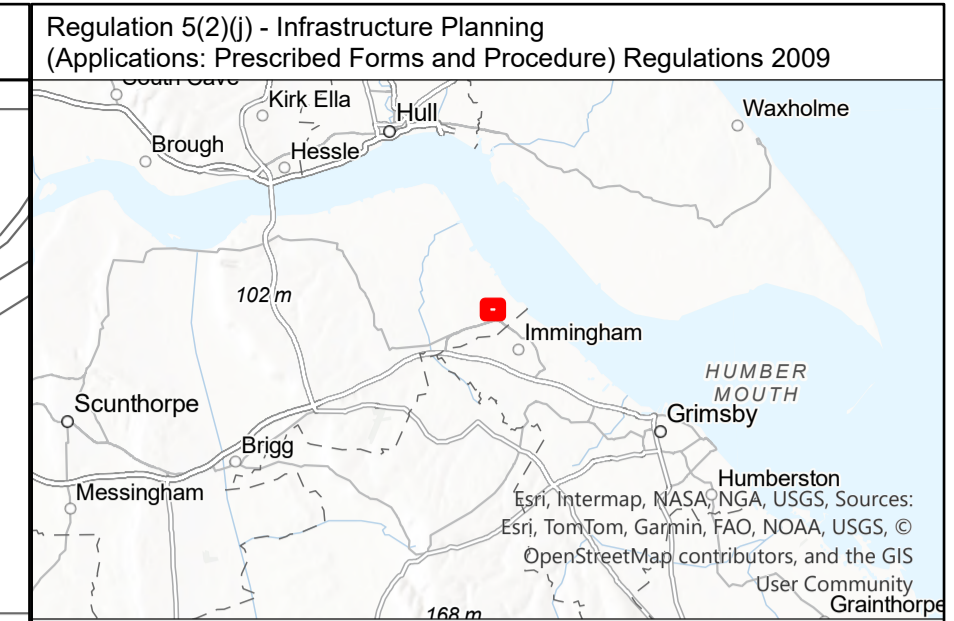 Regulation 5(2)(j) - Infrastructure Planning
(Applications: Prescribed Forms and Procedure) Regulations 2009
South Cave
Kirk Ella
Hull
Waxholme
Brough
Hessle
102 m
-
Immingham
HUMBER
MOUTH
Scunthorpe
Grimsby
Brigg
Humberston
Messingham
Esri, Intermap, NASA, NGA, USGS, Sources:
Esri, TomTom, Garmin, FAO, NOAA, USGS, ©
OpenStreetMap contributors, and the GIS
User Community
Grainthorpe
168 m